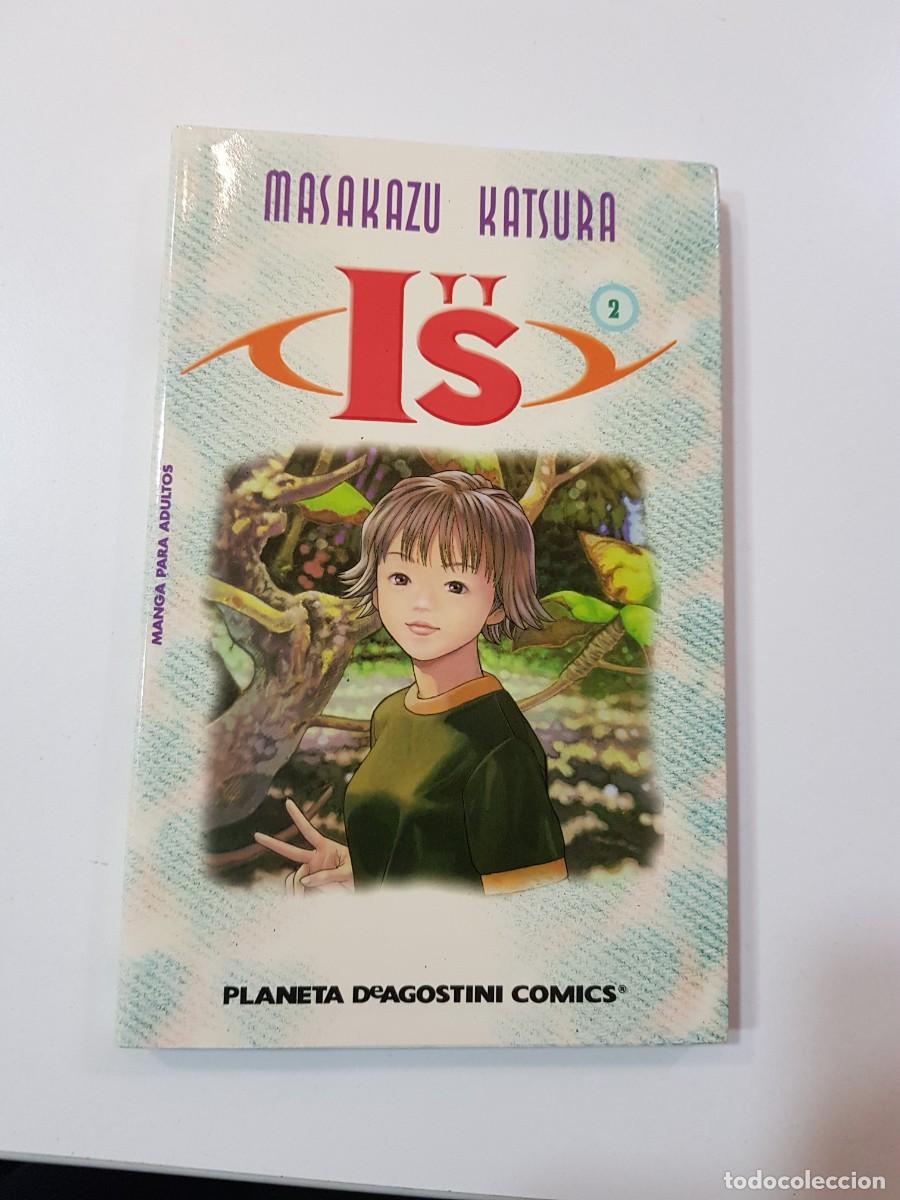 MASAKAZU KATSURA
I"s
2
MANGA PARA ADULTOS
PLANETA DeAGOSTINI COMICS®
todocoleccion